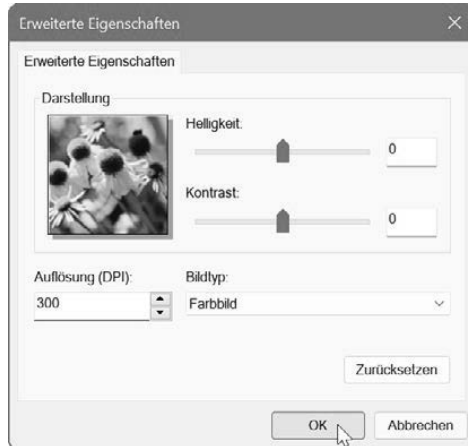 Erweiterte Eigenschaften
Erweiterte Eigenschaften
Darstellung
Helligkeit:
0
Kontrast:
0
Auflösung (DPI):
Bildtyp:
300
Farbbild
Zurücksetzen
OK
Abbrechen